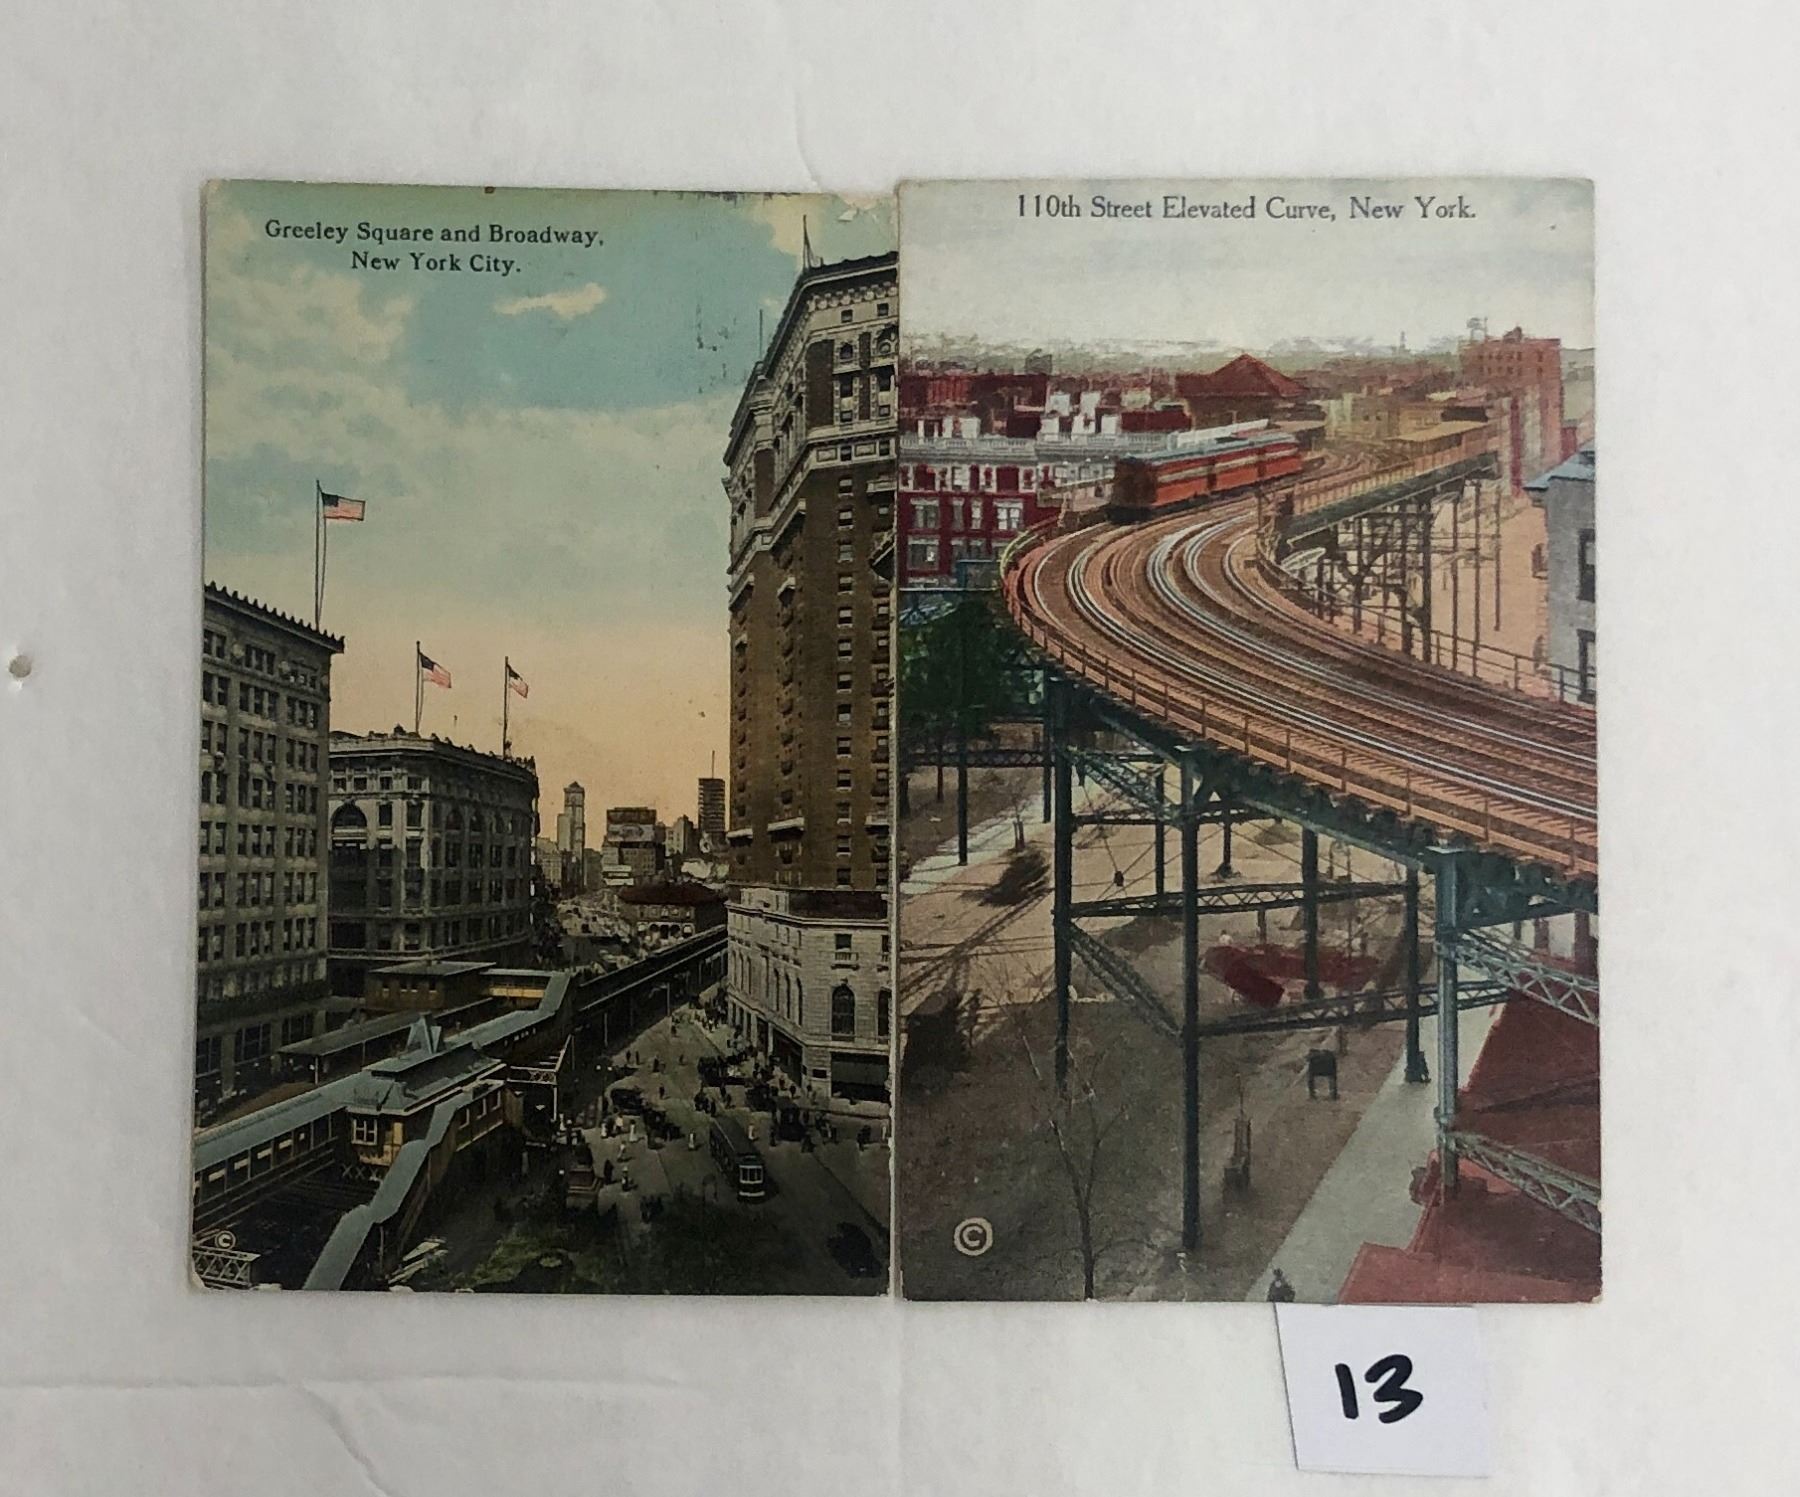 Greeley Square and Broadway,
New York City.
©
110th Street Elevated Curve, New York.
©
13